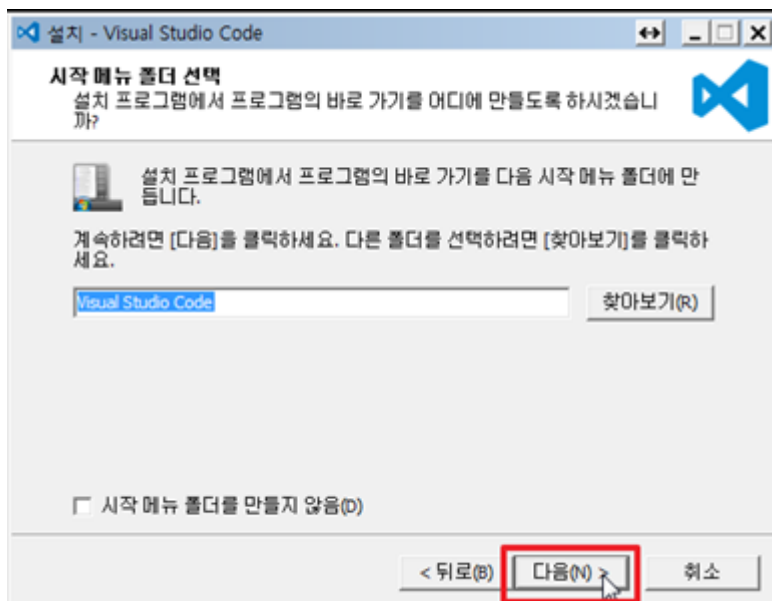 설치 - Visual Studio Code
시작 메뉴 폴더 선택
설치 프로그램에서 프로그램의 바로 가기를 어디에 만들도록 하시겠습니
까?
설치 프로그램에서 프로그램의 바로 가기를 다음 시작 메뉴 폴더에 만
듭니다.
계속하려면 [다음]을 클릭하세요. 다른 폴더를 선택하려면 [찾아보기]를 클릭하
세요.
Visual Studio Code 찾아보기(R)
시작 메뉴 폴더를 만들지 않음(D)
< 뒤로(B) 다음(N) > 취소